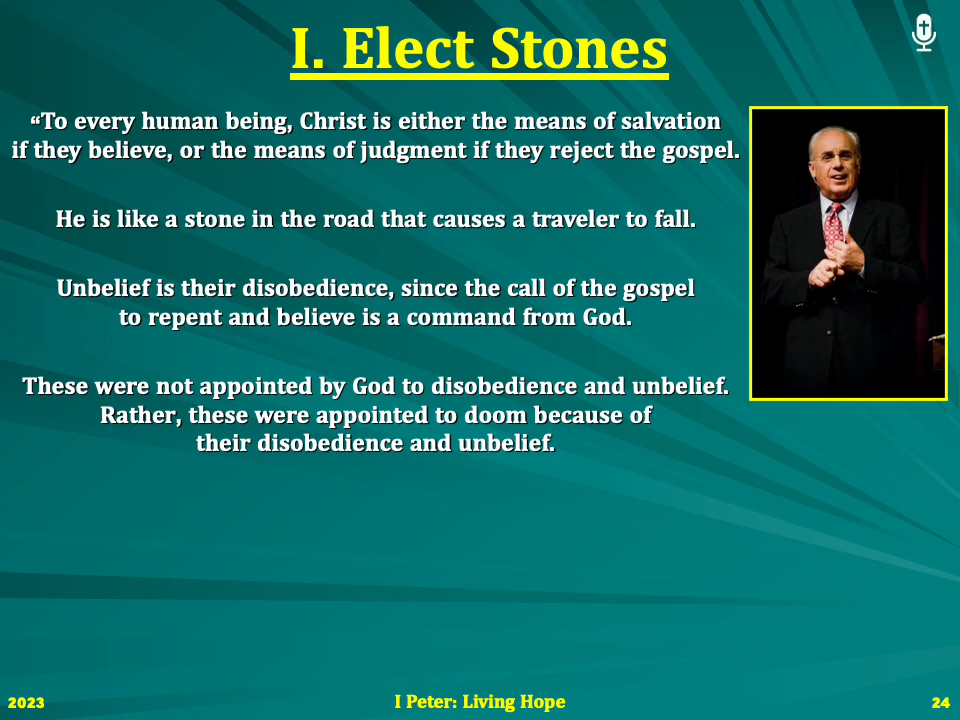 I. Elect Stones
“To every human being, Christ is either the means of salvation
if they believe, or the means of judgment if they reject the gospel.
He is like a stone in the road that causes a traveler to fall.
Unbelief is their disobedience, since the call of the gospel
to repent and believe is a command from God.
These were not appointed by God to disobedience and unbelief.
Rather, these were appointed to doom because of
their disobedience and unbelief.
2023
I Peter: Living Hope
24